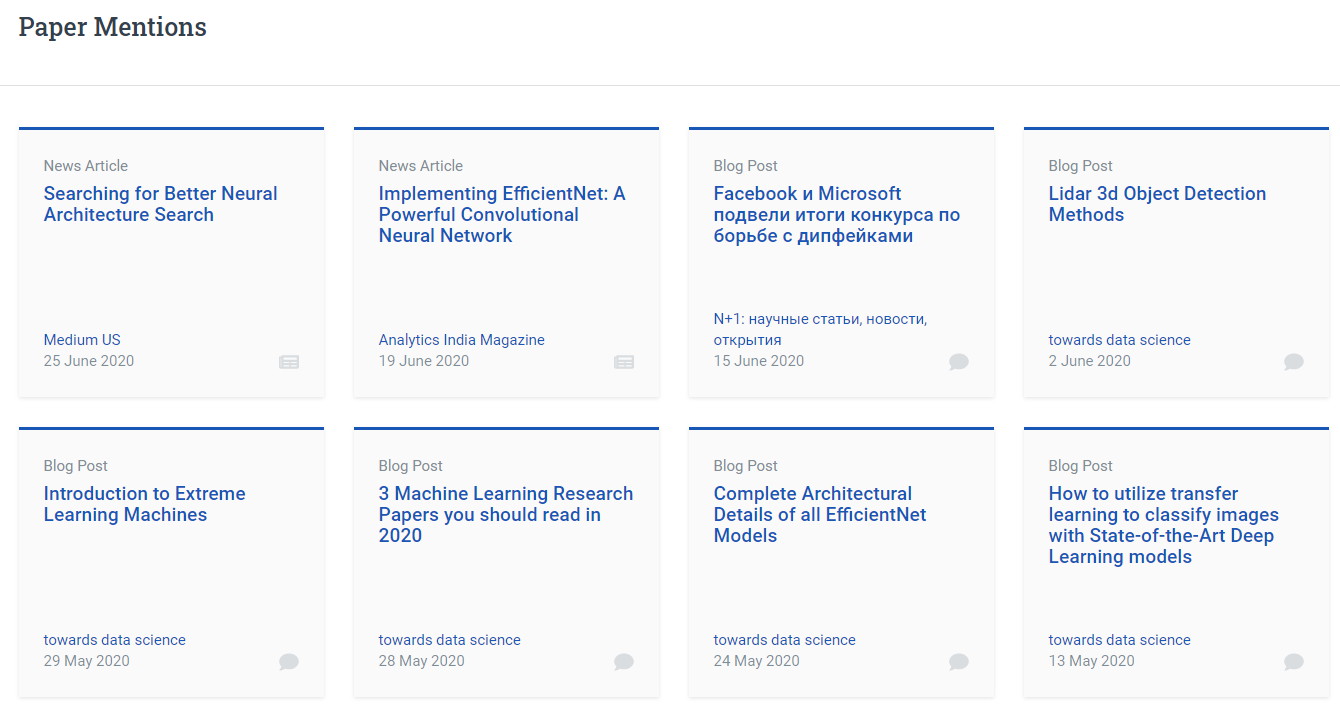 Paper Mentions
News Article
Searching for Better Neural
Architecture Search
Medium US
25 June 2020
News Article
Implementing EfficientNet: A
Powerful Convolutional
Neural Network
Analytics India Magazine
19 June 2020
Blog Post
Facebook и Microsoft
подвели итоги конкурса по
борьбе с дипфейками
N+1: научные статьи, новости,
открытия
15 June 2020
Blog Post
Lidar 3d Object Detection
Methods
towards data science
2 June 2020
Blog Post
Introduction to Extreme
Learning Machines
towards data science
29 May 2020
Blog Post
3 Machine Learning Research
Papers you should read in
2020
towards data science
28 May 2020
Blog Post
Complete Architectural
Details of all EfficientNet
Models
towards data science
24 May 2020
Blog Post
How to utilize transfer
learning to classify images
with State-of-the-Art Deep
Learning models
towards data science
13 May 2020